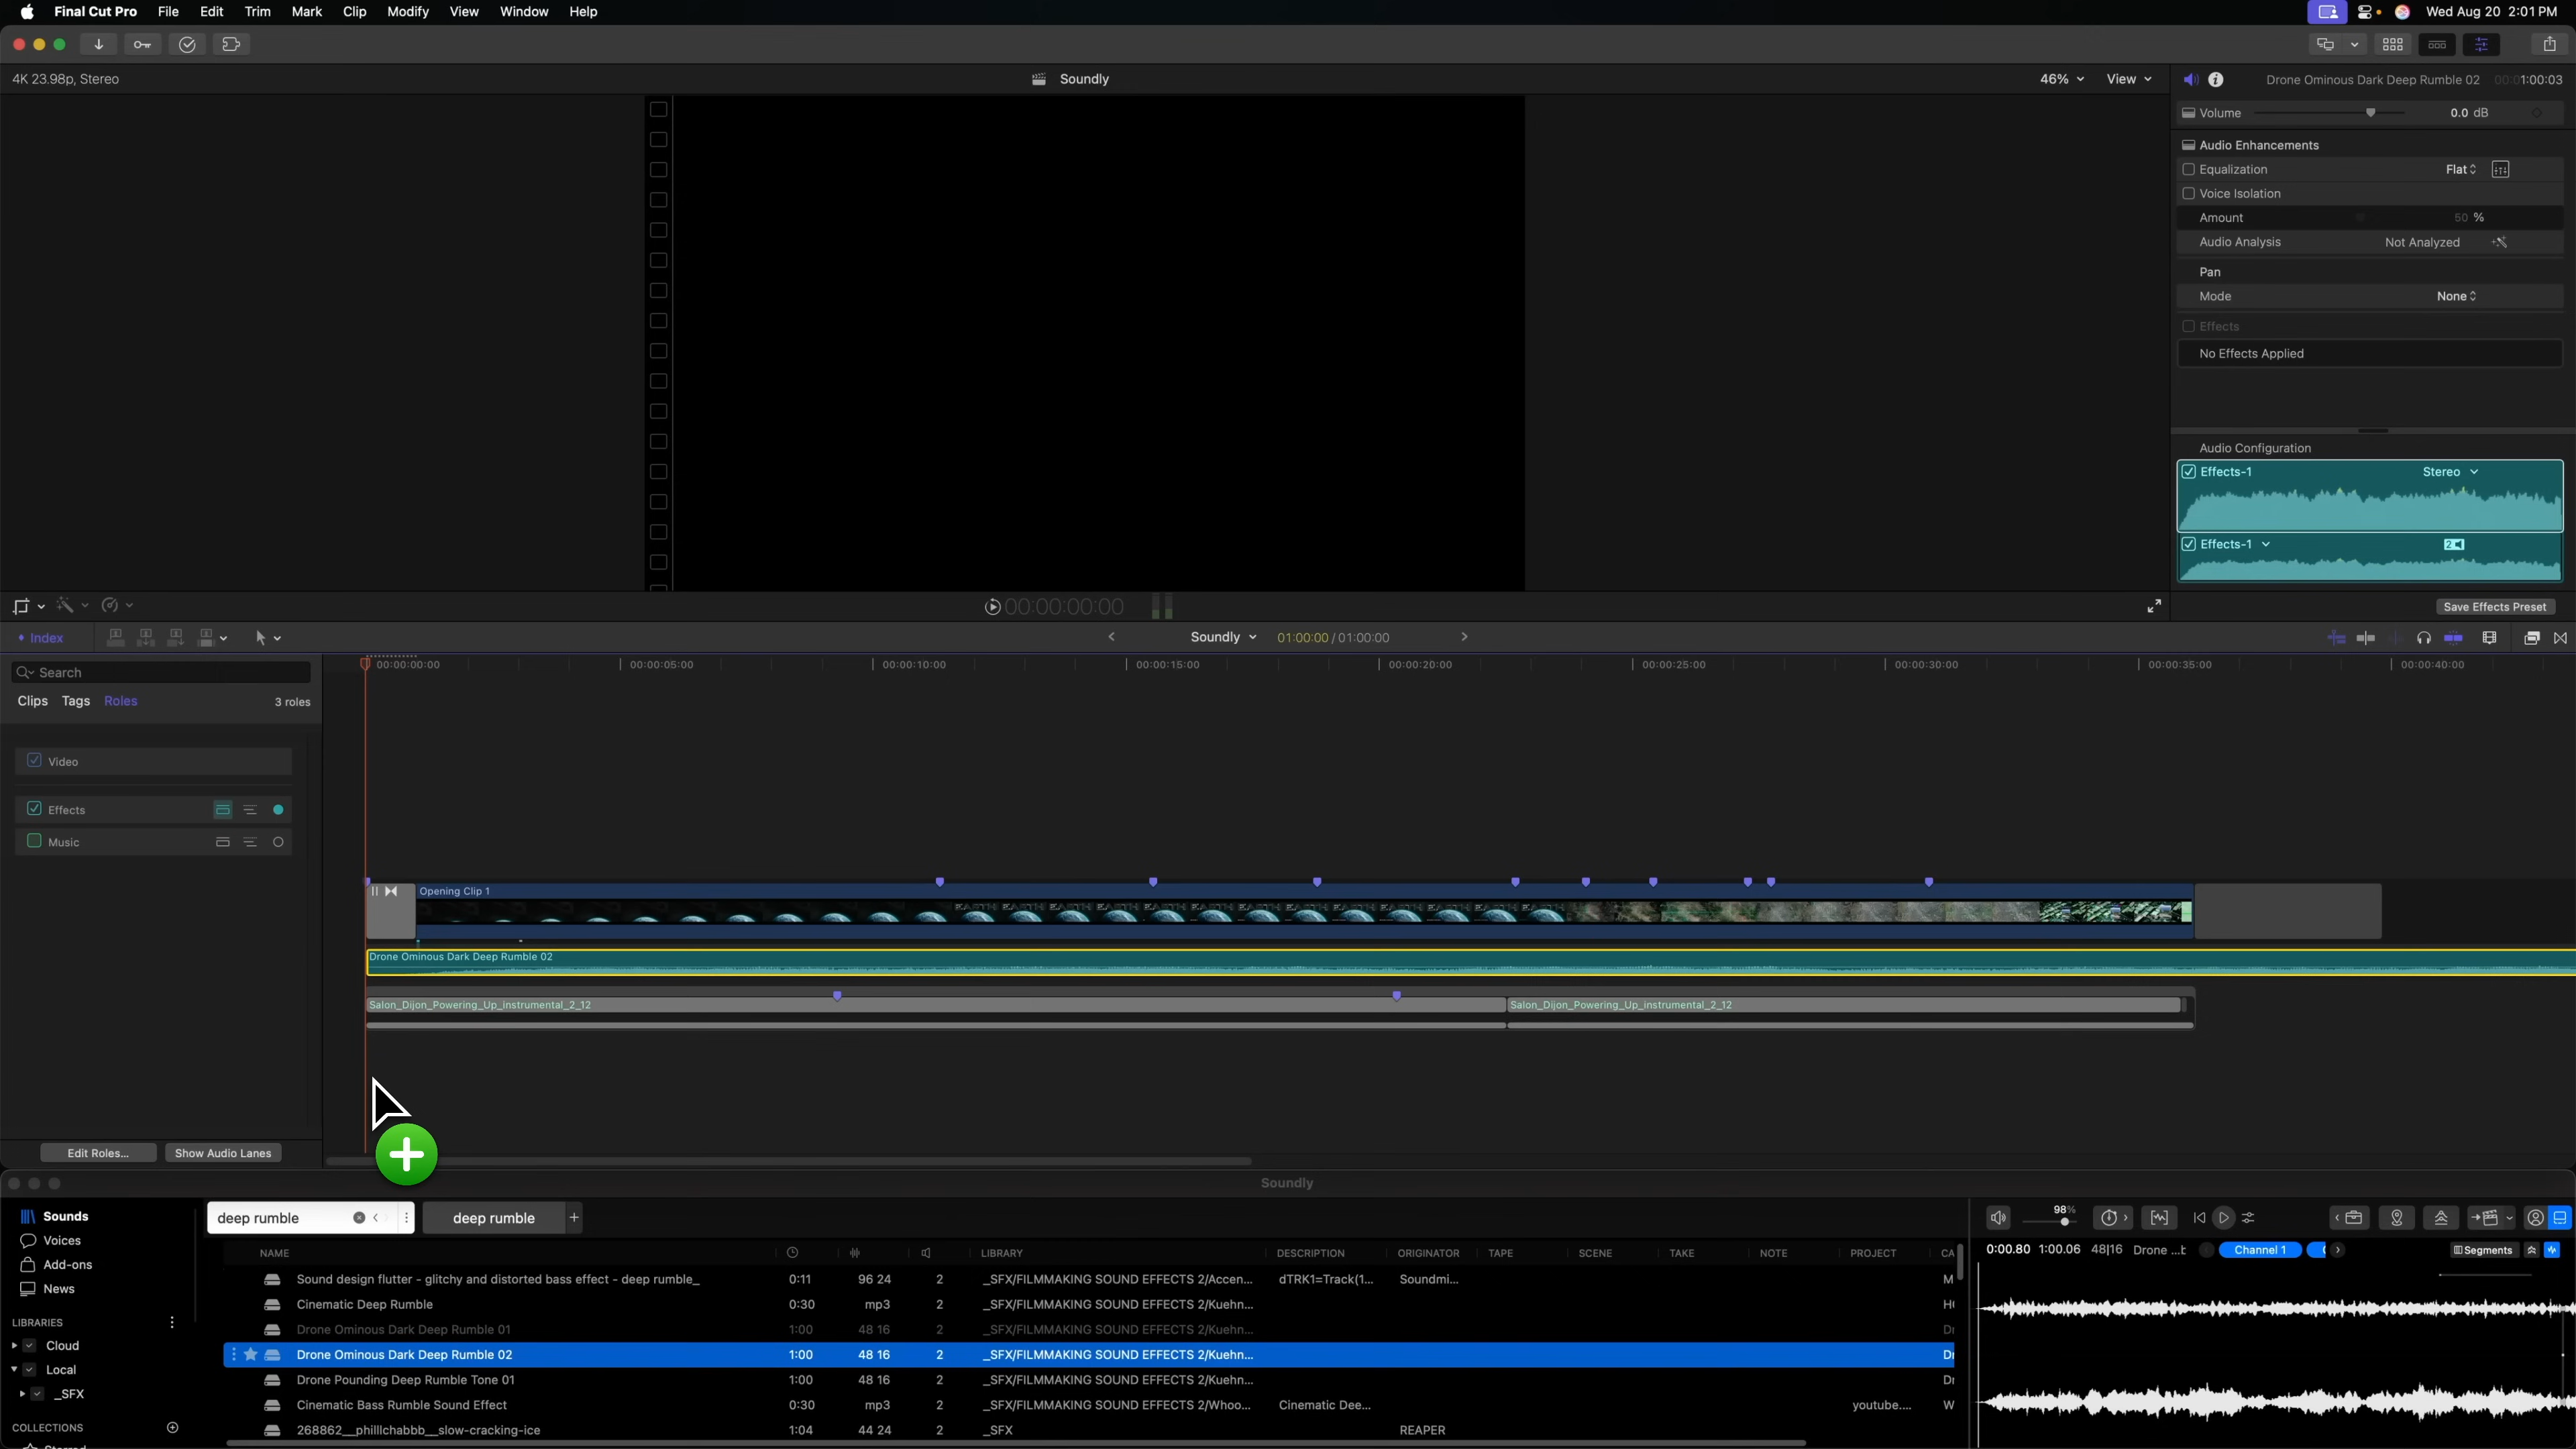 Final Cut Pro File Edit Trim Mark Clip Modify View Window Help Wed Aug 20 2:01 PM
4K 23.98p, Stereo Soundly 46% View Drone Ominous Dark Deep Rumble 02 00:01:00:03
Volume 0.0 dB
Audio Enhancements
Equalization Flat
Voice Isolation
Amount 50 %
Audio Analysis Not Analyzed
Pan
Mode None
Effects
No Effects Applied
Audio Configuration
Effects-1 Stereo
Effects-1 2
00:00:00:00 Save Effects Preset
Index Soundly 01:00:00 / 01:00:00
Search
00:00:00:00 00:00:05:00 00:00:10:00 00:00:15:00 00:00:20:00 00:00:25:00 00:00:30:00 00:00:35:00 00:00:40:00
Clips Tags Roles 3 roles
Video
Effects
Music
Opening Clip 1
EARTH
Drone Ominous Dark Deep Rumble 02
Salon_Dijon_Powering_Up_instrumental_2_12 Salon_Dijon_Powering_Up_instrumental_2_12
Edit Roles... Show Audio Lanes
Soundly
Sounds
Voices
Add-ons
News
LIBRARIES
Cloud
Local
_SFX
COLLECTIONS
deep rumble deep rumble +
98%
NAME LIBRARY DESCRIPTION ORIGINATOR TAPE SCENE TAKE NOTE PROJECT CA
0:00.80 1:00.06 48|16 Drone ...t Channel 1 Segments
Sound design flutter - glitchy and distorted bass effect - deep rumble_ 0:11 96 24 2 _SFX/FILMMAKING SOUND EFFECTS 2/Accen... dTRK1=Track(1... Soundmi... M
Cinematic Deep Rumble 0:30 mp3 2 _SFX/FILMMAKING SOUND EFFECTS 2/Kuehn...
Drone Ominous Dark Deep Rumble 01 1:00 48 16 2 _SFX/FILMMAKING SOUND EFFECTS 2/Kuehn... Dr
Drone Ominous Dark Deep Rumble 02 1:00 48 16 2 _SFX/FILMMAKING SOUND EFFECTS 2/Kuehn... Dr
Drone Pounding Deep Rumble Tone 01 1:00 48 16 2 _SFX/FILMMAKING SOUND EFFECTS 2/Kuehn... Dr
Cinematic Bass Rumble Sound Effect 0:30 mp3 2 _SFX/FILMMAKING SOUND EFFECTS 2/Whoo... Cinematic Dee... youtube.... W
268862__philllchabbb__slow-cracking-ice 1:04 44 24 2 _SFX REAPER